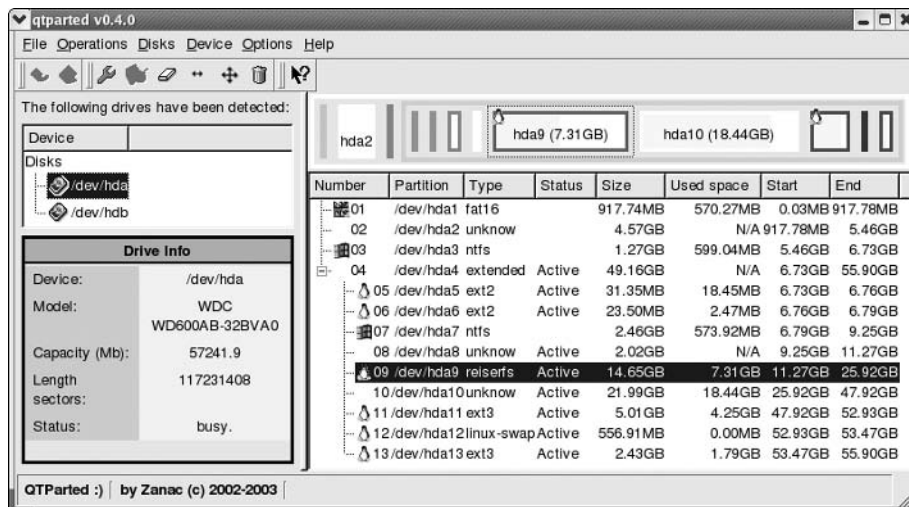 qtparted v0.4.0
File Operations Disks Device Options Help
The following drives have been detected:
Device
Disks
/dev/hda
/dev/hdb
Drive Info
Device: /dev/hda
Model: WDC WD600AB-32BVA0
Capacity (Mb): 57241.9
Length sectors: 117231408
Status: busy.
hda2 hda9 (7.31GB) hda10 (18.44GB)
Number Partition Type Status Size Used space Start End
01 /dev/hda1 fat16 917.74MB 570.27MB 0.03MB 917.78MB
02 /dev/hda2 unknow 4.57GB N/A 917.78MB 5.46GB
03 /dev/hda3 ntfs 1.27GB 599.04MB 5.46GB 6.73GB
04 /dev/hda4 extended Active 49.16GB N/A 6.73GB 55.90GB
05 /dev/hda5 ext2 Active 31.35MB 18.45MB 6.73GB 6.76GB
06 /dev/hda6 ext2 Active 23.50MB 2.47MB 6.76GB 6.79GB
07 /dev/hda7 ntfs 2.46GB 573.92MB 6.79GB 9.25GB
08 /dev/hda8 unknow Active 2.02GB N/A 9.25GB 11.27GB
09 /dev/hda9 reiserfs Active 14.65GB 7.31GB 11.27GB 25.92GB
10 /dev/hda10 unknow Active 21.99GB 18.44GB 25.92GB 47.92GB
11 /dev/hda11 ext3 Active 5.01GB 4.25GB 47.92GB 52.93GB
12 /dev/hda12 linux-swap Active 556.91MB 0.00MB 52.93GB 53.47GB
13 /dev/hda13 ext3 Active 2.43GB 1.79GB 53.47GB 55.90GB
QTParted :) by Zanac (c) 2002-2003